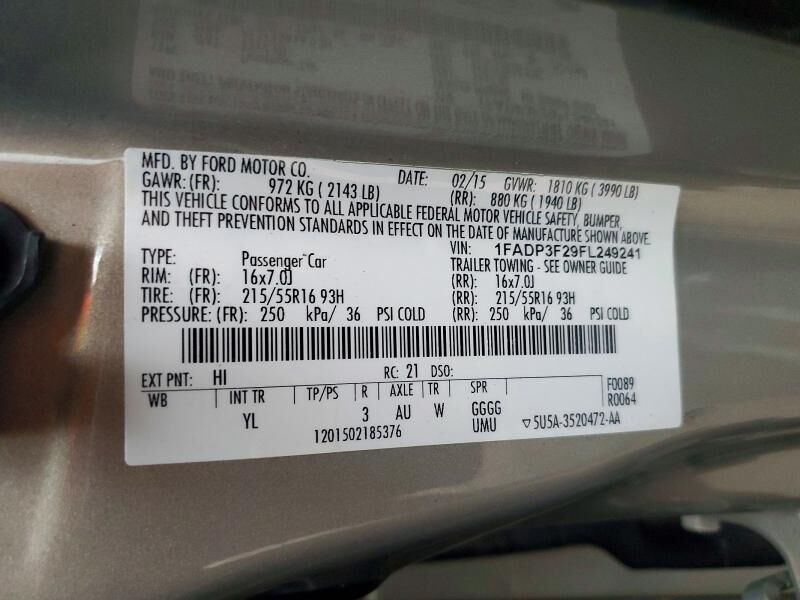 MFD. BY FORD MOTOR CO. DATE: 02/15 GVWR: 1810 KG ( 3990 LB)
GAWR: (FR): 972 KG ( 2143 LB) (RR): 880 KG ( 1940 LB)
THIS VEHICLE CONFORMS TO ALL APPLICABLE FEDERAL MOTOR VEHICLE SAFETY, BUMPER,
AND THEFT PREVENTION STANDARDS IN EFFECT ON THE DATE OF MANUFACTURE SHOWN ABOVE.
VIN: 1FADP3F29FL249241
TYPE: Passenger Car TRAILER TOWING - SEE OWNER GUIDE
RIM: (FR): 16x7.0J (RR): 16x7.0J
TIRE: (FR): 215/55R16 93H (RR): 215/55R16 93H
PRESSURE: (FR): 250 kPa/ 36 PSI COLD (RR): 250 kPa/ 36 PSI COLD
EXT PNT: HI RC: 21 DSO:
WB INT TR TP/PS R AXLE TR SPR F0089
R0064
YL 3 AU W GGGG
UMU
1201502185376 ▽5U5A-3520472-AA